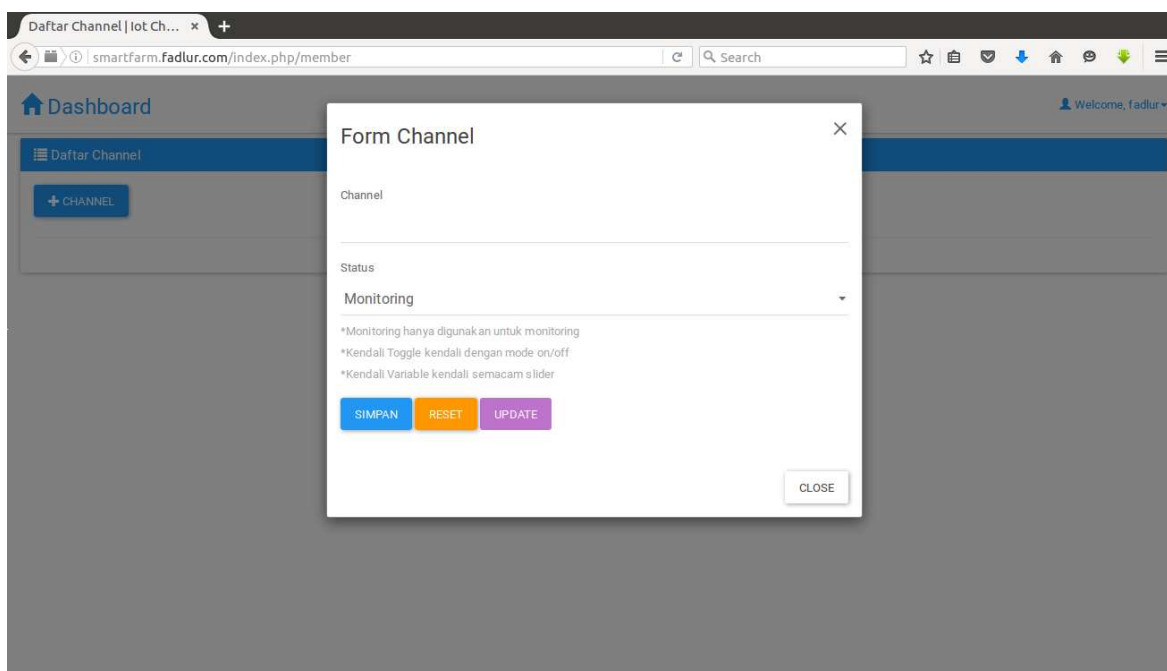 Daftar Channel | Iot Ch...
smartfarm.fadlur.com/index.php/member
Search
Dashboard
Welcome, fadlur
Daftar Channel
CHANNEL
Form Channel
Channel
Status
Monitoring
*Monitoring hanya digunakan untuk monitoring
*Kendali Toggle kendali dengan mode on/off
*Kendali Variable kendali semacam slider
SIMPAN RESET UPDATE
CLOSE